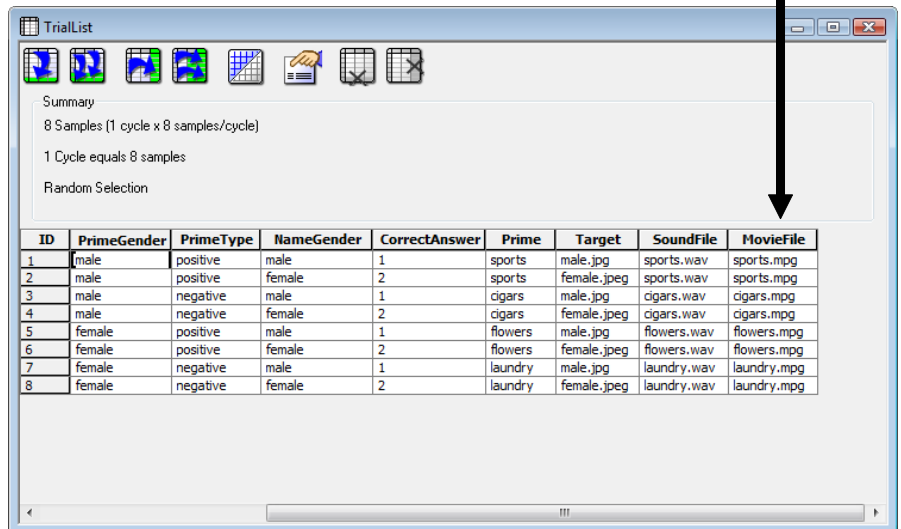 TrialList
Summary
8 Samples (1 cycle x 8 samples/cycle)
1 Cycle equals 8 samples
Random Selection
ID PrimeGender PrimeType NameGender CorrectAnswer Prime Target SoundFile MovieFile
1 male positive male 1 sports male.jpg sports.wav sports.mpg
2 male positive female 2 sports female.jpeg sports.wav sports.mpg
3 male negative male 1 cigars male.jpg cigars.wav cigars.mpg
4 male negative female 2 cigars female.jpeg cigars.wav cigars.mpg
5 female positive male 1 flowers male.jpg flowers.wav flowers.mpg
6 female positive female 2 flowers female.jpeg flowers.wav flowers.mpg
7 female negative male 1 laundry male.jpg laundry.wav laundry.mpg
8 female negative female 2 laundry female.jpeg laundry.wav laundry.mpg